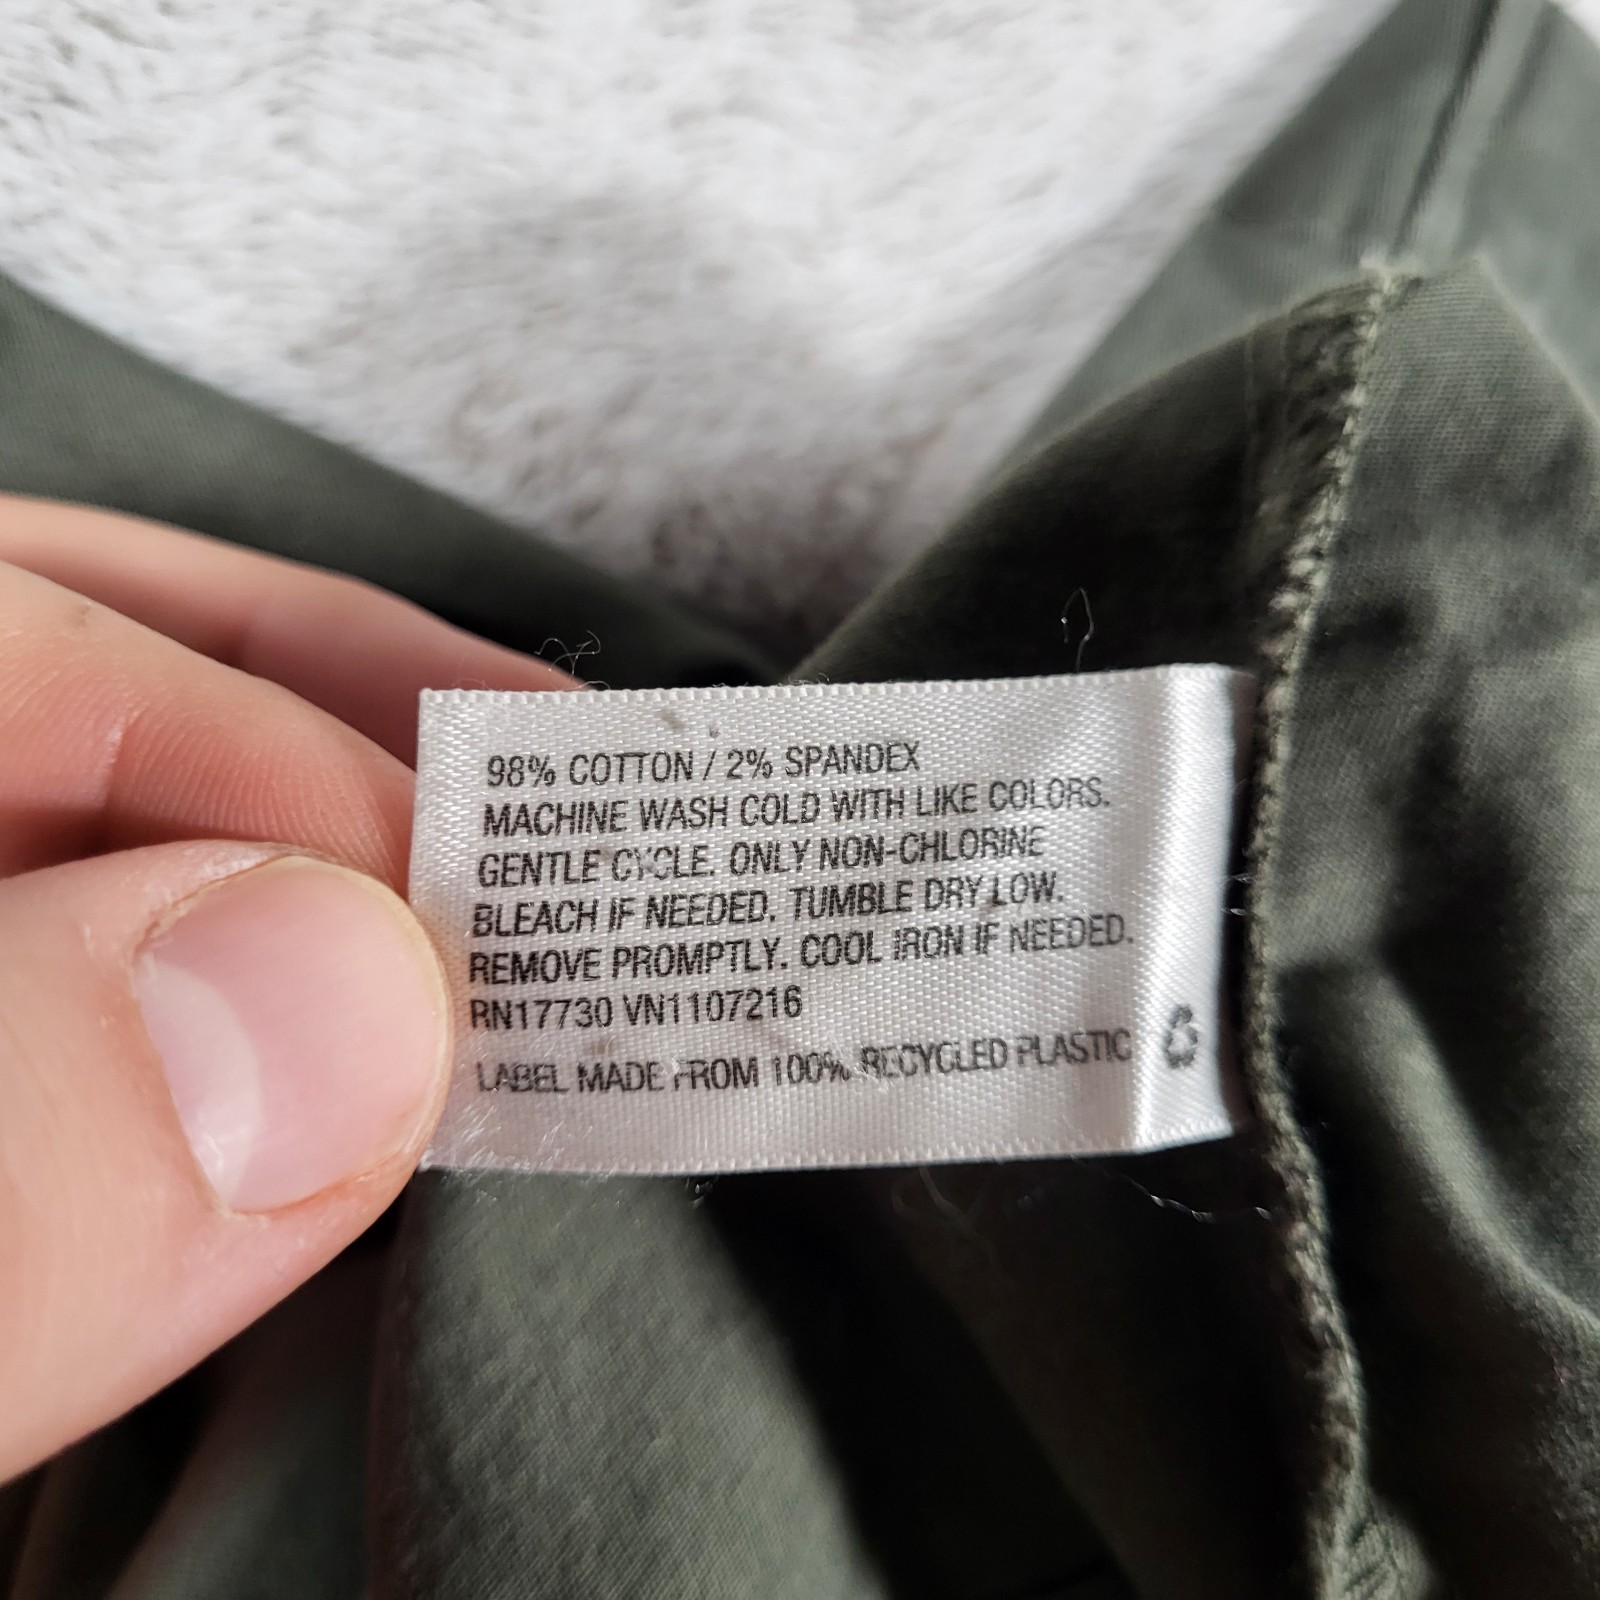 98% COTTON / 2% SPANDEX
MACHINE WASH COLD WITH LIKE COLORS.
GENTLE CYCLE. ONLY NON-CHLORINE
BLEACH IF NEEDED. TUMBLE DRY LOW.
REMOVE PROMPTLY. COOL IRON IF NEEDED.
RN17730 VN1107216
LABEL MADE FROM 100% RECYCLED PLASTIC